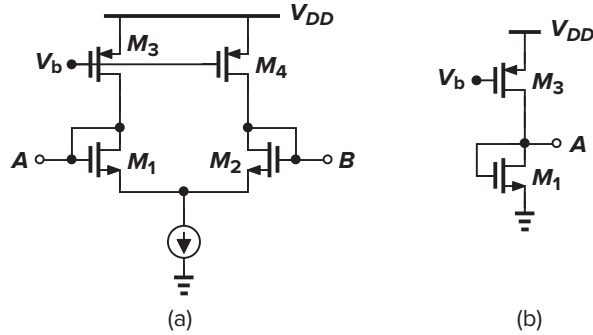 V_DD
V_b M_3 M_4
A M_1 M_2 B
(a)
V_DD
V_b M_3
A
M_1
(b)